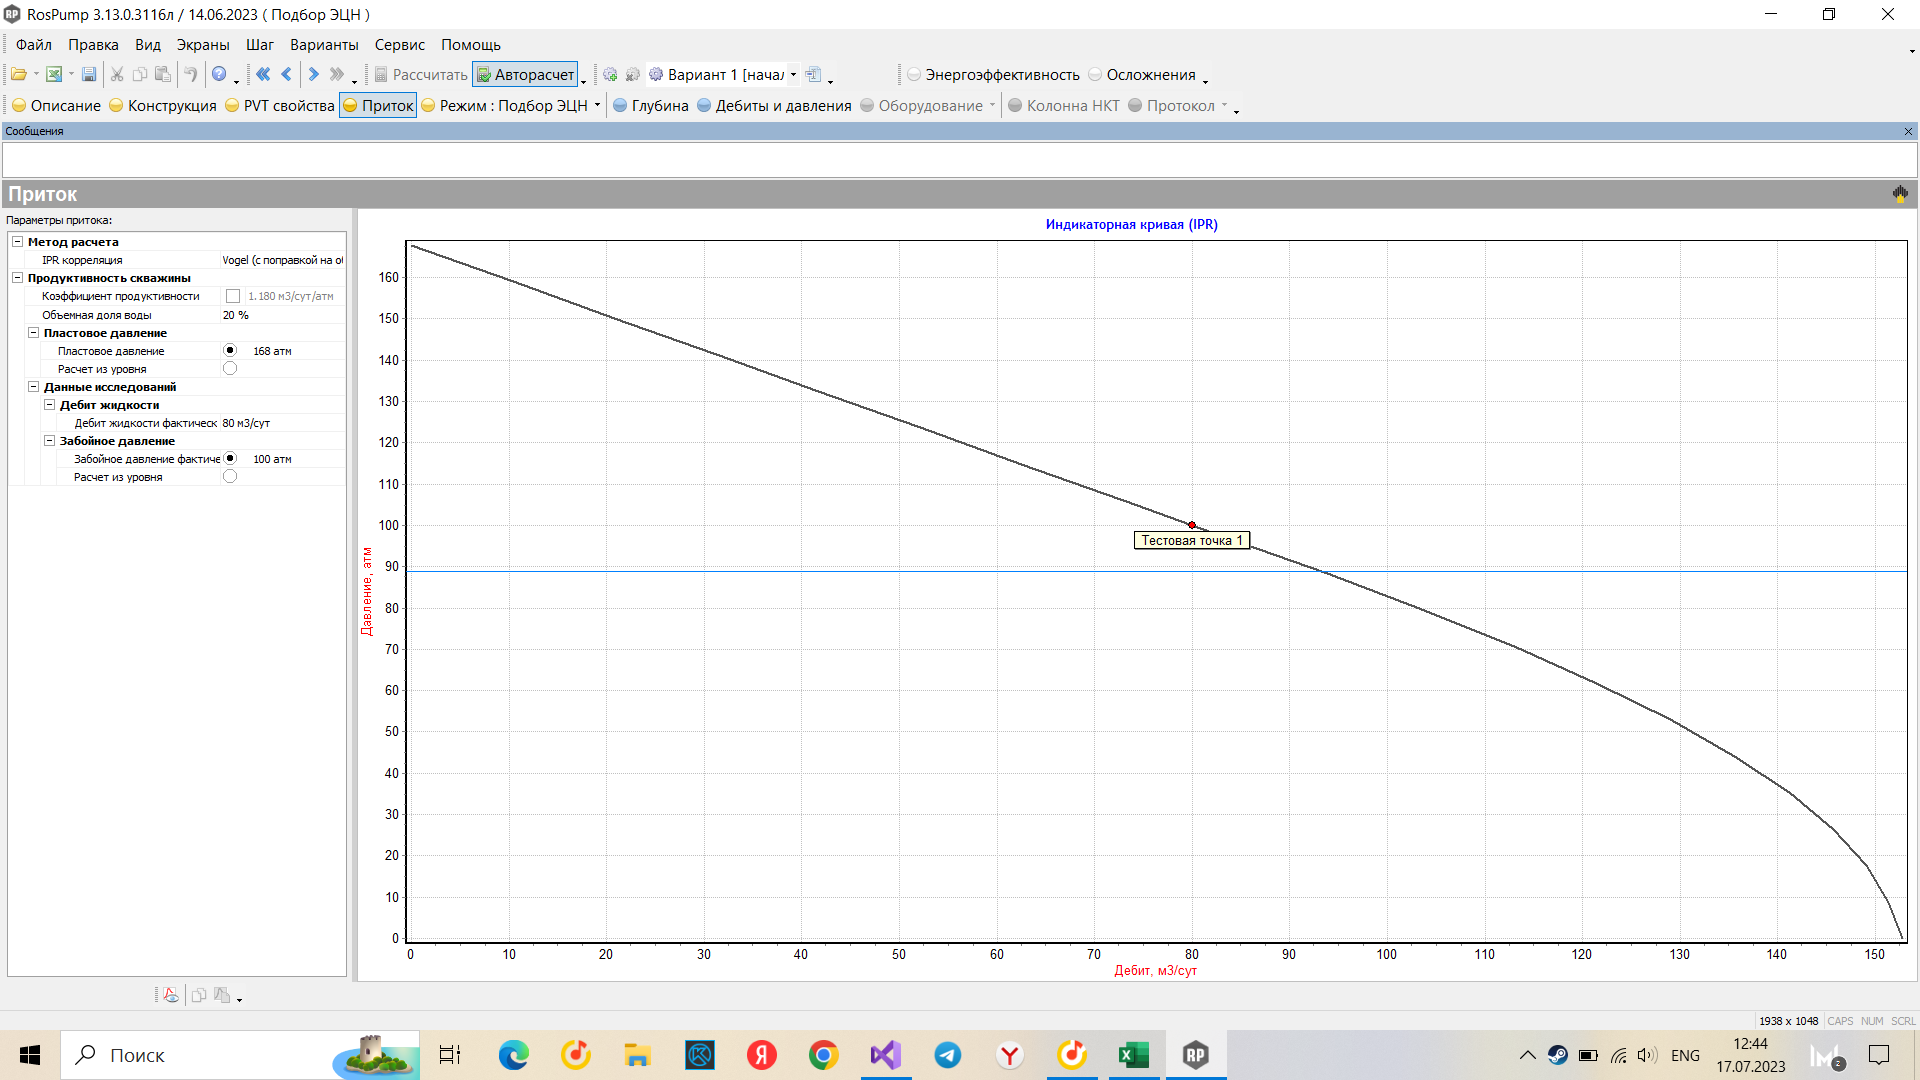 RosPump 3.13.0.3116л / 14.06.2023 ( Подбор ЭЦН )
Файл Правка Вид Экраны Шаг Варианты Сервис Помощь
Рассчитать Авторасчет Вариант 1 [начал Энергоэффективность Осложнения
Описание Конструкция PVT свойства Приток Режим : Подбор ЭЦН Глубина Дебиты и давления Оборудование Колонна НКТ Протокол
Сообщения
Приток
Параметры притока:
Метод расчета
IPR корреляция Vogel (с поправкой на о
Продуктивность скважины
Коэффициент продуктивности 1.180 м3/сут/атм
Объемная доля воды 20 %
Пластовое давление
Пластовое давление 168 атм
Расчет из уровня
Данные исследований
Дебит жидкости
Дебит жидкости фактическ 80 м3/сут
Забойное давление
Забойное давление фактиче 100 атм
Расчет из уровня
Индикаторная кривая (IPR)
160
150
140
130
120
110
100
90
80
70
60
50
40
30
20
10
0
Давление, атм
Тестовая точка 1
0 10 20 30 40 50 60 70 80 90 100 110 120 130 140 150
Дебит, м3/сут
1938 x 1048 CAPS NUM SCRL
Поиск
ENG
12:44
17.07.2023
2